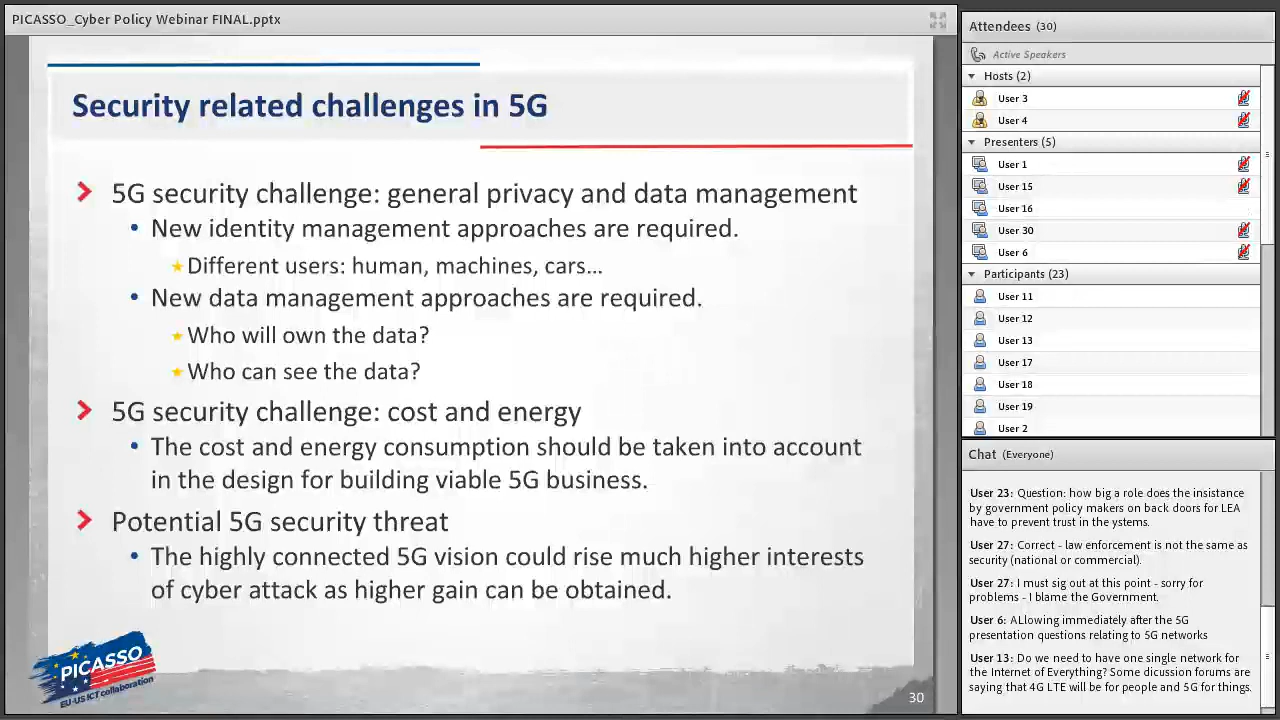 PICASSO_Cyber Policy Webinar FINAL.pptx
Security related challenges in 5G
5G security challenge: general privacy and data management
New identity management approaches are required.
Different users: human, machines, cars...
New data management approaches are required.
Who will own the data?
Who can see the data?
5G security challenge: cost and energy
The cost and energy consumption should be taken into account
in the design for building viable 5G business.
Potential 5G security threat
The highly connected 5G vision could rise much higher interests
of cyber attack as higher gain can be obtained.
PICASSO
EU-US ICT collaboration
30
Attendees (30)
Active Speakers
Hosts (2)
User 3
User 4
Presenters (5)
User 1
User 15
User 16
User 30
User 6
Participants (23)
User 11
User 12
User 13
User 17
User 18
User 19
User 2
Chat (Everyone)
User 23: Question: how big a role does the insistance
by government policy makers on back doors for LEA
have to prevent trust in the ystems.
User 27: Correct - law enforcement is not the same as
security (national or commercial).
User 27: I must sig out at this point - sorry for
problems - I blame the Government.
User 6: ALlowing immediately after the 5G
presentation questions relating to 5G networks
User 13: Do we need to have one single network for
the Internet of Everything? Some dicussion forums are
saying that 4G LTE will be for people and 5G for things.